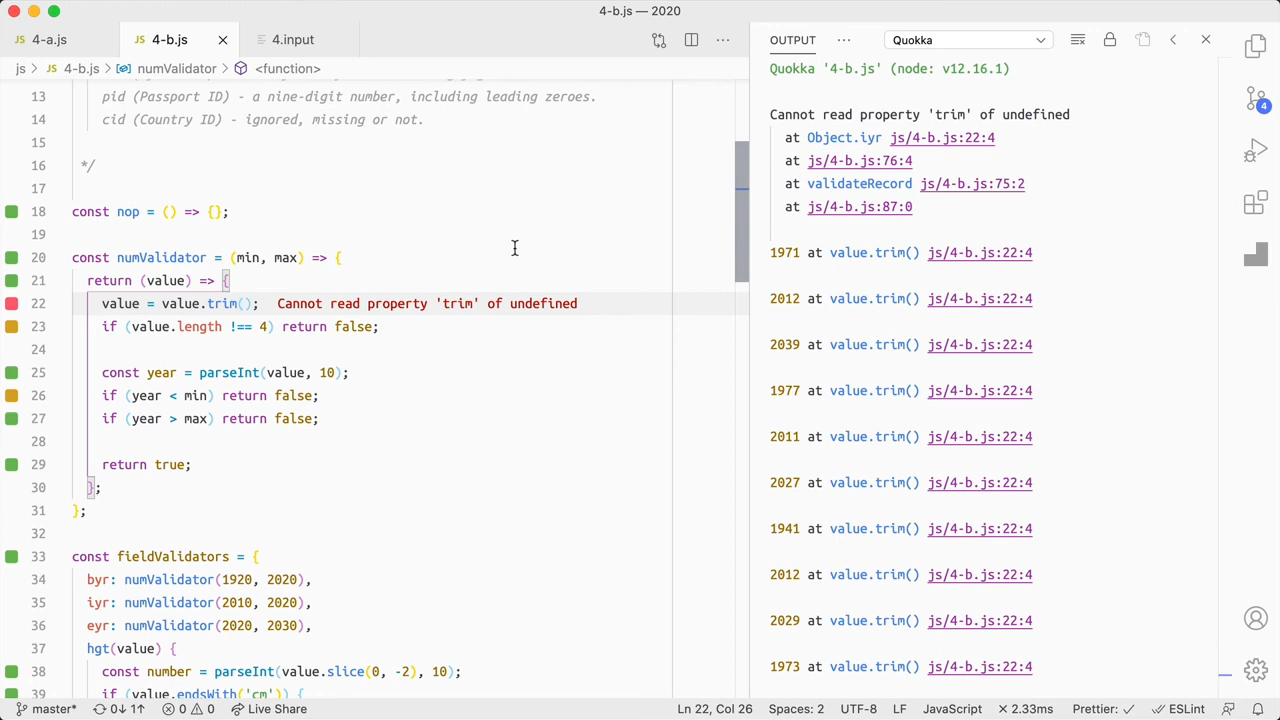 4-b.js — 2020
4-a.js
JS 4-b.js
4.input
OUTPUT
Quokka
js > JS 4-b.js > numValidator > <function>
Quokka '4-b.js' (node: v12.16.1)
13 pid (Passport ID) - a nine-digit number, including leading zeroes.
14 cid (Country ID) - ignored, missing or not.
15
16 */
17
18 const nop = () => {};
19
20 const numValidator = (min, max) => {
21 return (value) => {
22 value = value.trim(); Cannot read property 'trim' of undefined
23 if (value.length !== 4) return false;
24
25 const year = parseInt(value, 10);
26 if (year < min) return false;
27 if (year > max) return false;
28
29 return true;
30 };
31 };
32
33 const fieldValidators = {
34 byr: numValidator(1920, 2020),
35 iyr: numValidator(2010, 2020),
36 eyr: numValidator(2020, 2030),
37 hgt(value) {
38 const number = parseInt(value.slice(0, -2), 10);
39 if (value.endsWith('cm')) {
Cannot read property 'trim' of undefined
at Object.iyr js/4-b.js:22:4
at js/4-b.js:76:4
at validateRecord js/4-b.js:75:2
at js/4-b.js:87:0
1971 at value.trim() js/4-b.js:22:4
2012 at value.trim() js/4-b.js:22:4
2039 at value.trim() js/4-b.js:22:4
1977 at value.trim() js/4-b.js:22:4
2011 at value.trim() js/4-b.js:22:4
2027 at value.trim() js/4-b.js:22:4
1941 at value.trim() js/4-b.js:22:4
2012 at value.trim() js/4-b.js:22:4
2029 at value.trim() js/4-b.js:22:4
1973 at value.trim() js/4-b.js:22:4
4
master* 0↓ 1↑ 0 0 Live Share Ln 22, Col 26 Spaces: 2 UTF-8 LF JavaScript × 2.33ms Prettier: ✓ ESLint